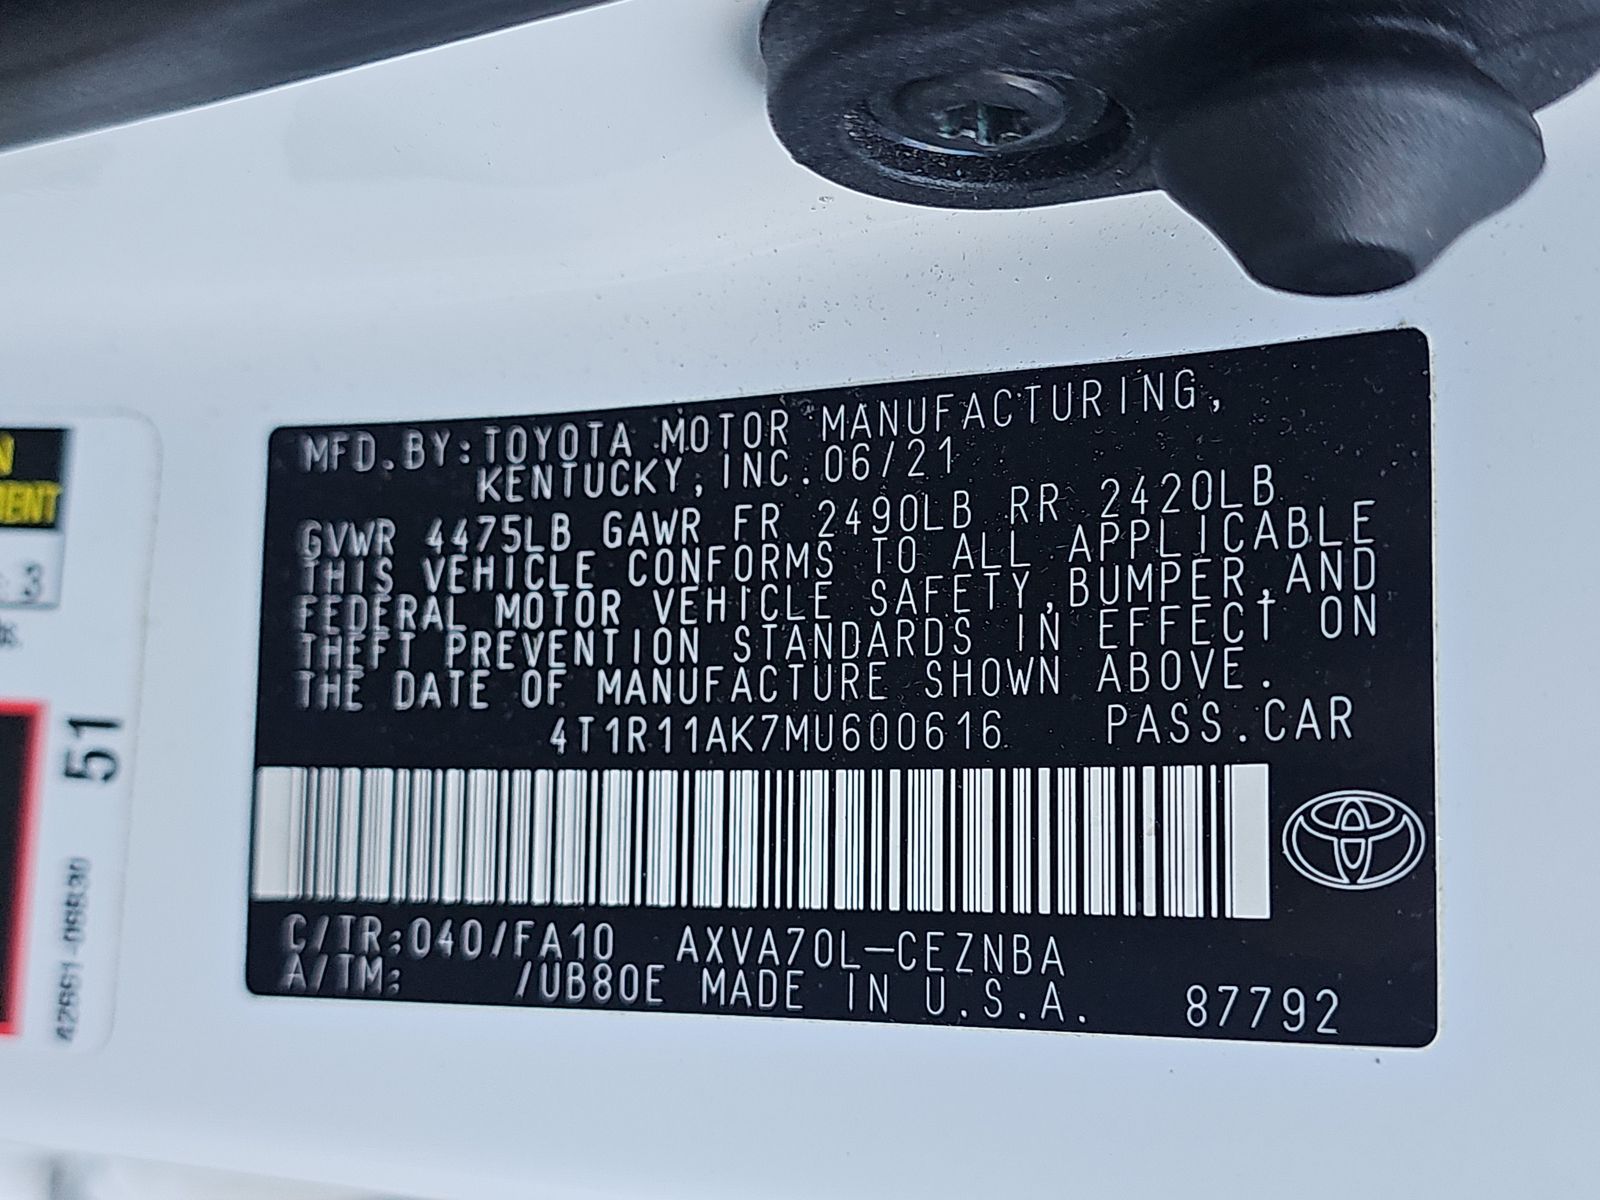 MFD. BY: TOYOTA MOTOR MANUFACTURING,
KENTUCKY, INC. 06/21
GVWR 4475LB GAWR FR 2490LB RR 2420LB
THIS VEHICLE CONFORMS TO ALL APPLICABLE
FEDERAL MOTOR VEHICLE SAFETY, BUMPER, AND
THEFT PREVENTION STANDARDS IN EFFECT ON
THE DATE OF MANUFACTURE SHOWN ABOVE.
4T1R11AK7MU600616 PASS. CAR
C/TR: 040/FA10 AXVA70L-CEZNBA
A/TM: /UB80E MADE IN U.S.A. 87792
3
51